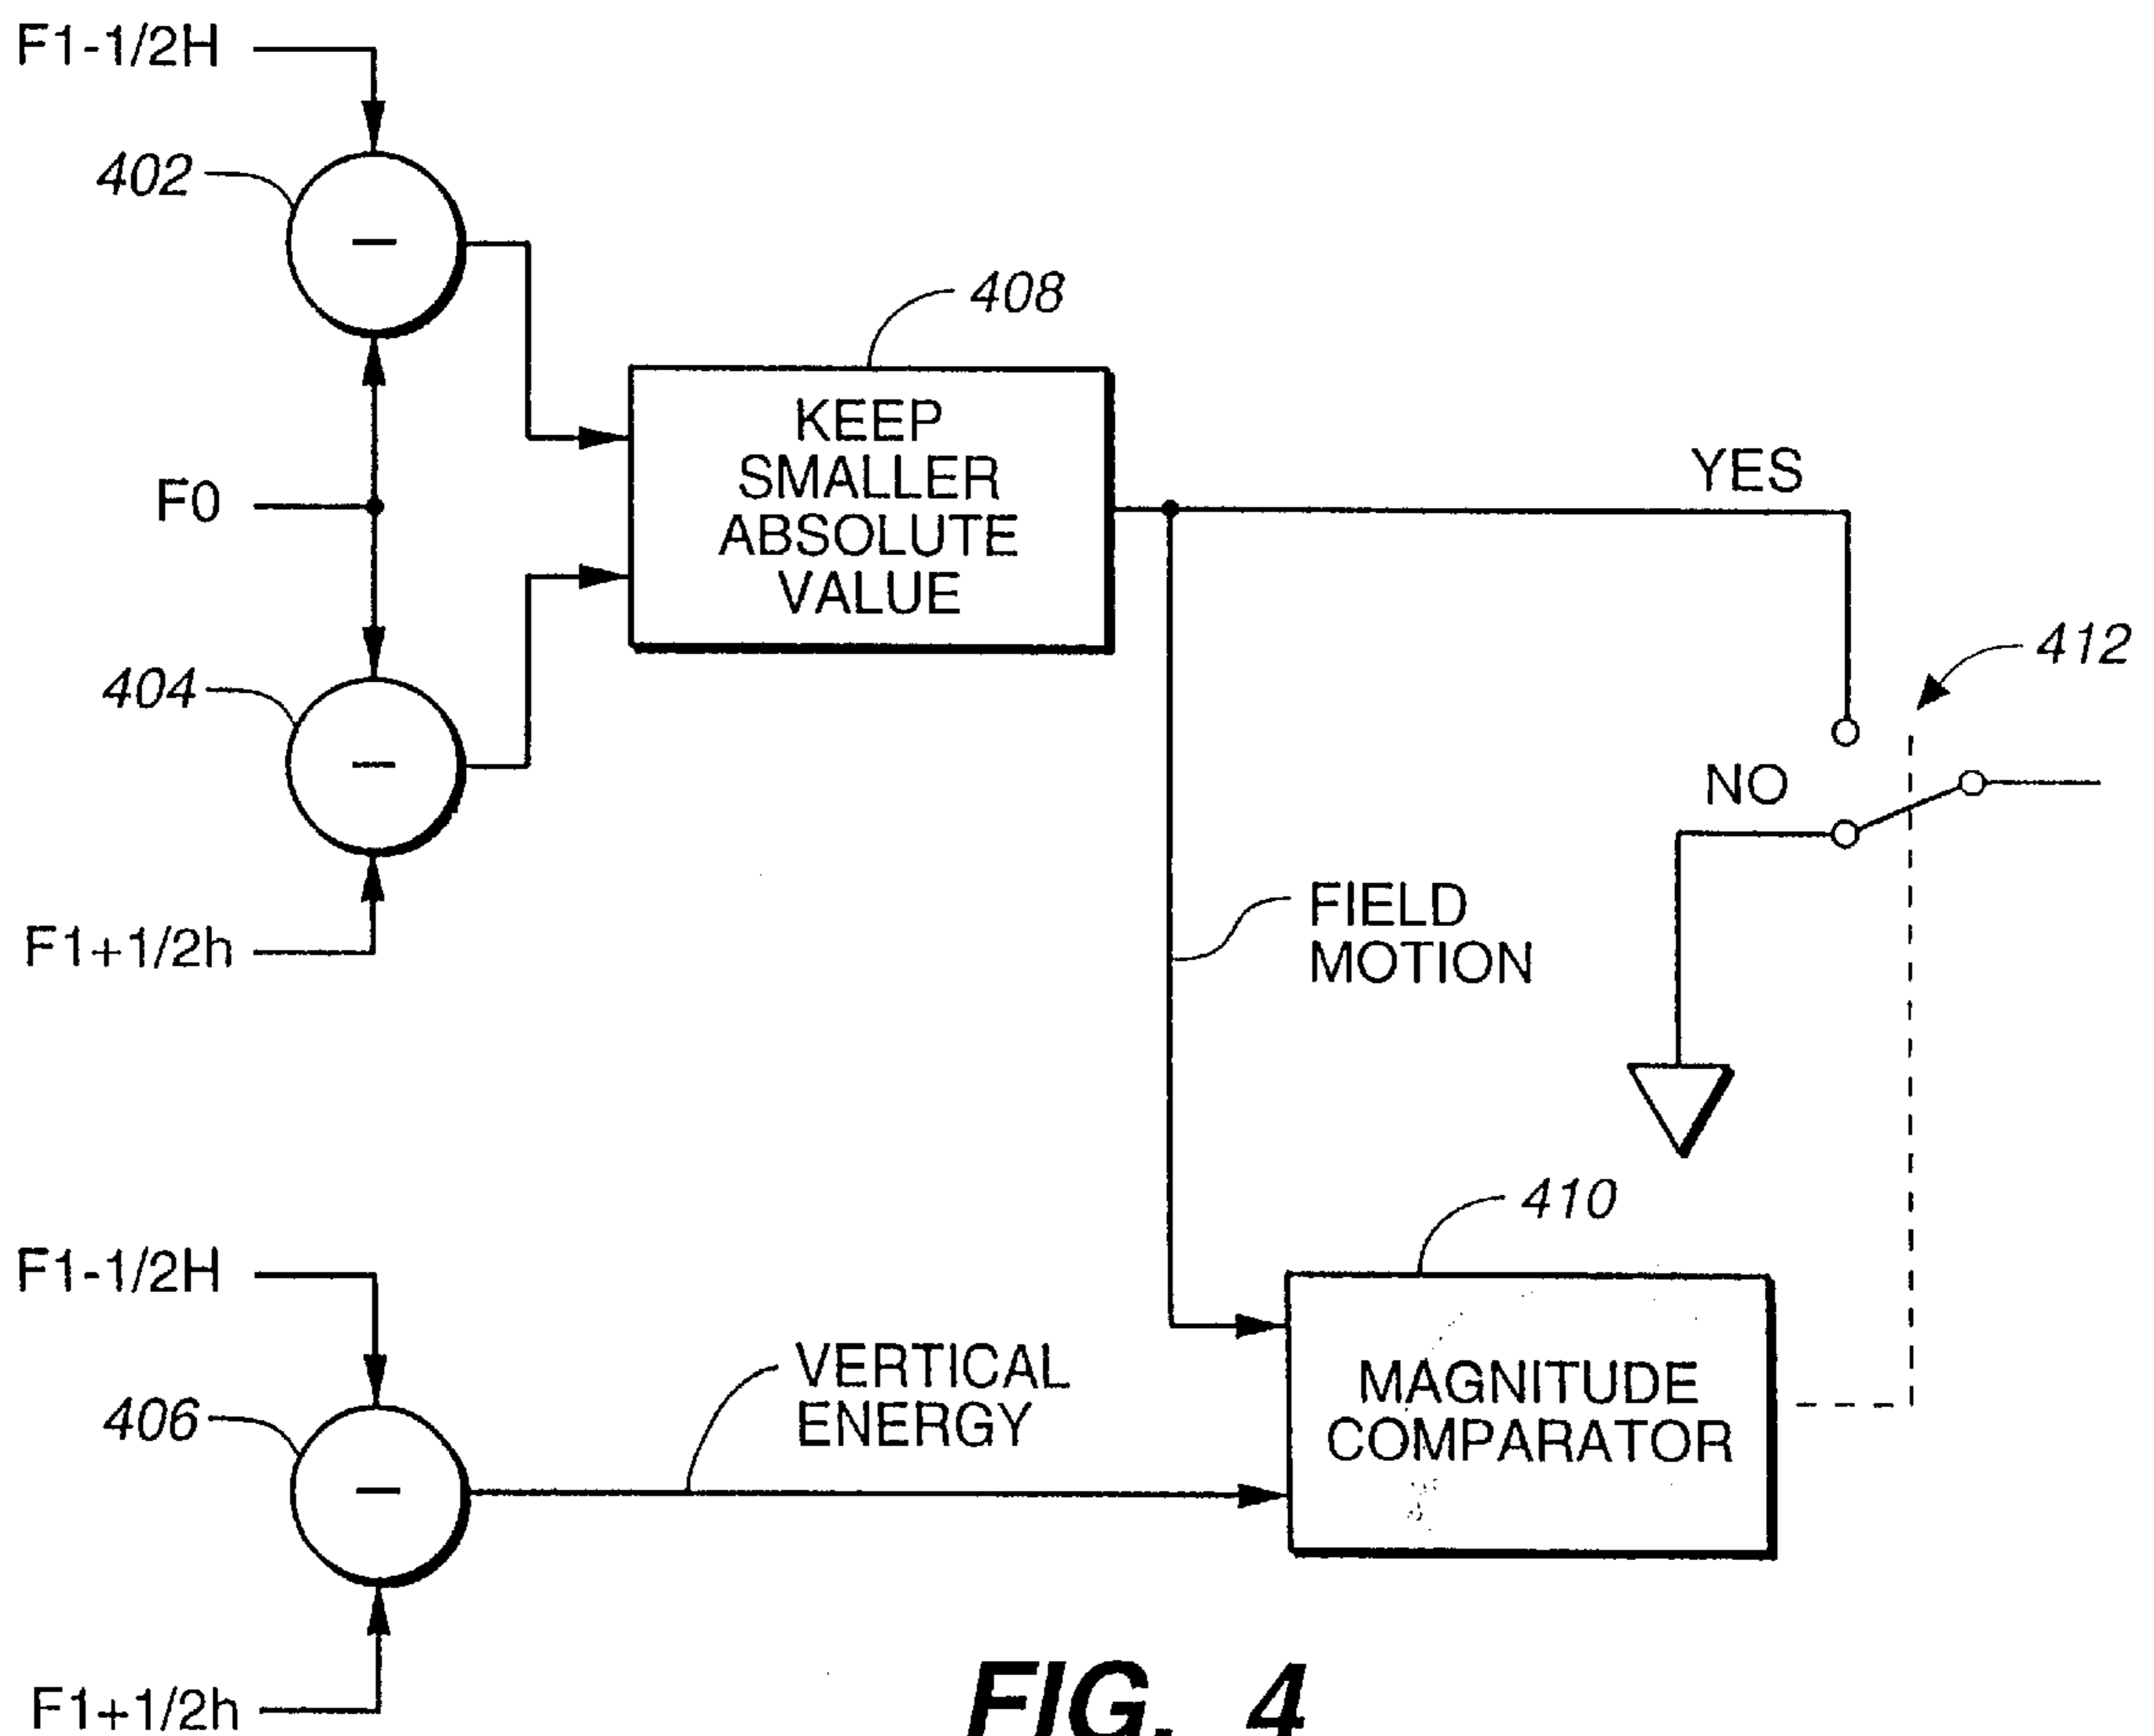 F1-1/2H
402
408
KEEP
SMALLER
ABSOLUTE
VALUE
YES
F0
412
404
NO
FIELD
MOTION
F1+1/2h
410
F1-1/2H
VERTICAL
ENERGY
MAGNITUDE
COMPARATOR
406
F1+1/2h
FIG. 4